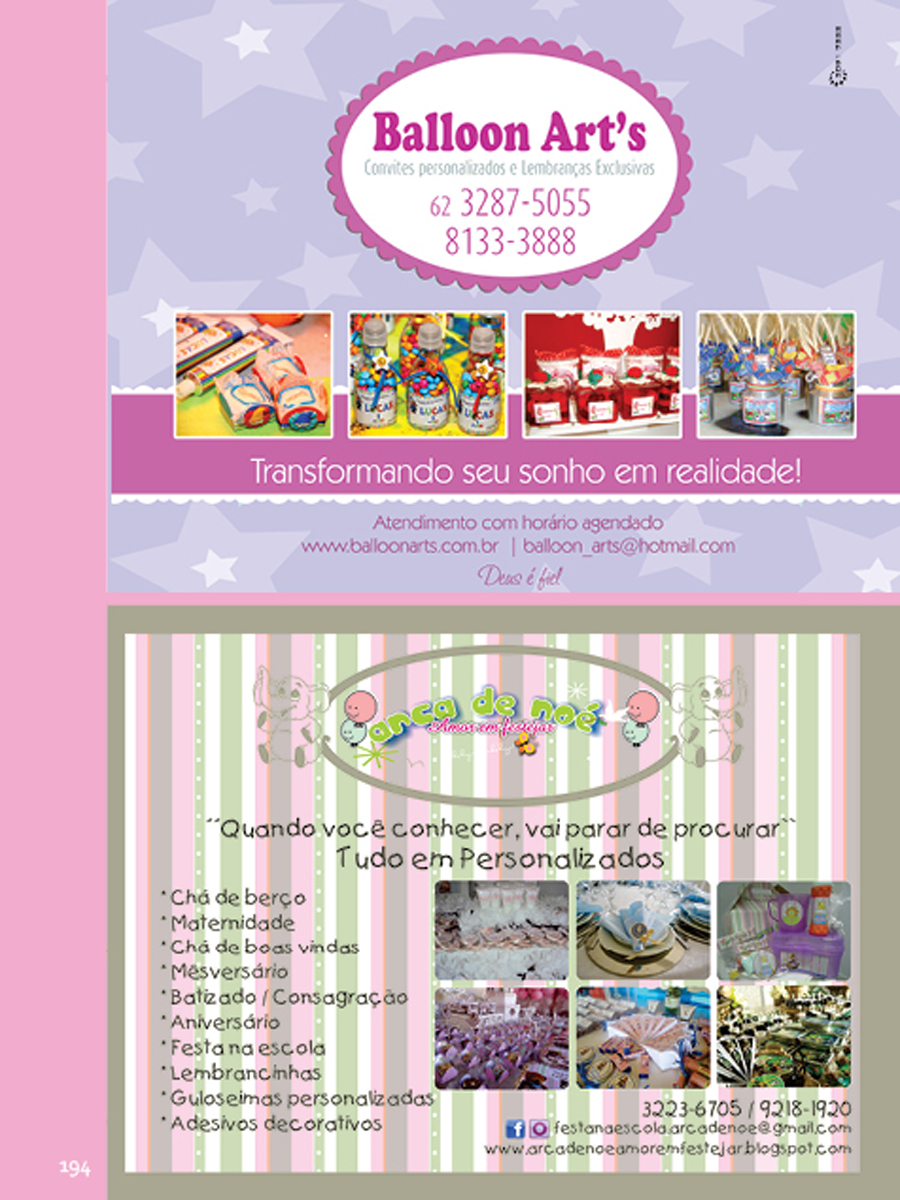 Balloon Art's
Convites personalizados e Lembranças Exclusivas
62 3287-5055
8133-3888
LUCAS
LUCAS
LUCAS
Transformando seu sonho em realidade!
Atendimento com horário agendado
www.balloonarts.com.br | balloon_arts@hotmail.com
Deus é fiel
arca de noé
Amor em festejar
``Quando você conhecer, vai parar de procurar``
Tudo em Personalizados
* Chá de berço
* Maternidade
* Chá de boas vindas
* Mêsversário
* Batizado / Consagração
* Aniversário
* Festa na escola
* Lembrancinhas
* Guloseimas personalizadas
* Adesivos decorativos
3223-6705 / 9218-1920
festanaescola.arcadenoe@gmail.com
www.arcadenoeamoremfestejar.blogspot.com
194